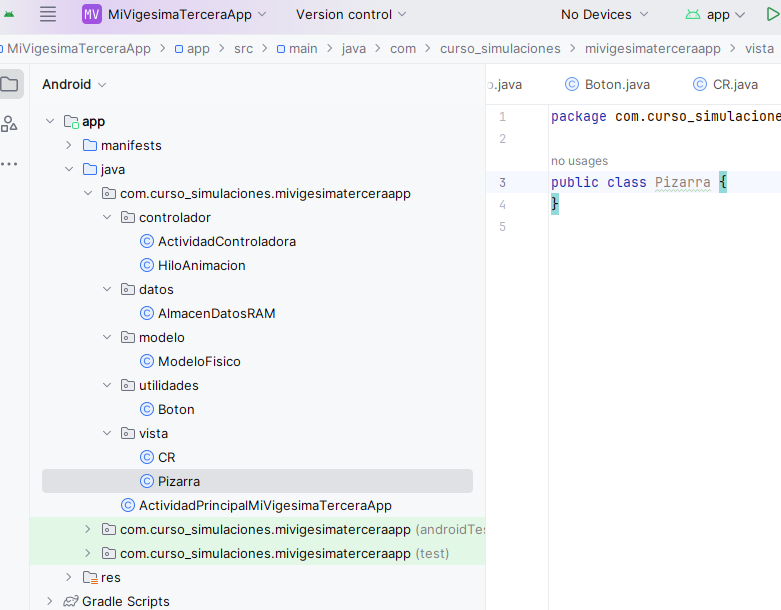 MV MiVigesimaTerceraApp Version control No Devices app
MiVigesimaTerceraApp > app > src > main > java > com > curso_simulaciones > mivigesimaterceraapp > vista
Android
o.java Boton.java CR.java
app
manifests
java
com.curso_simulaciones.mivigesimaterceraapp
controlador
ActividadControladora
HiloAnimacion
datos
AlmacenDatosRAM
modelo
ModeloFisico
utilidades
Boton
vista
CR
Pizarra
ActividadPrincipalMiVigesimaTerceraApp
com.curso_simulaciones.mivigesimaterceraapp (androidTes
com.curso_simulaciones.mivigesimaterceraapp (test)
res
Gradle Scripts
1 package com.curso_simulacione
2
no usages
3 public class Pizarra {
4 }
5